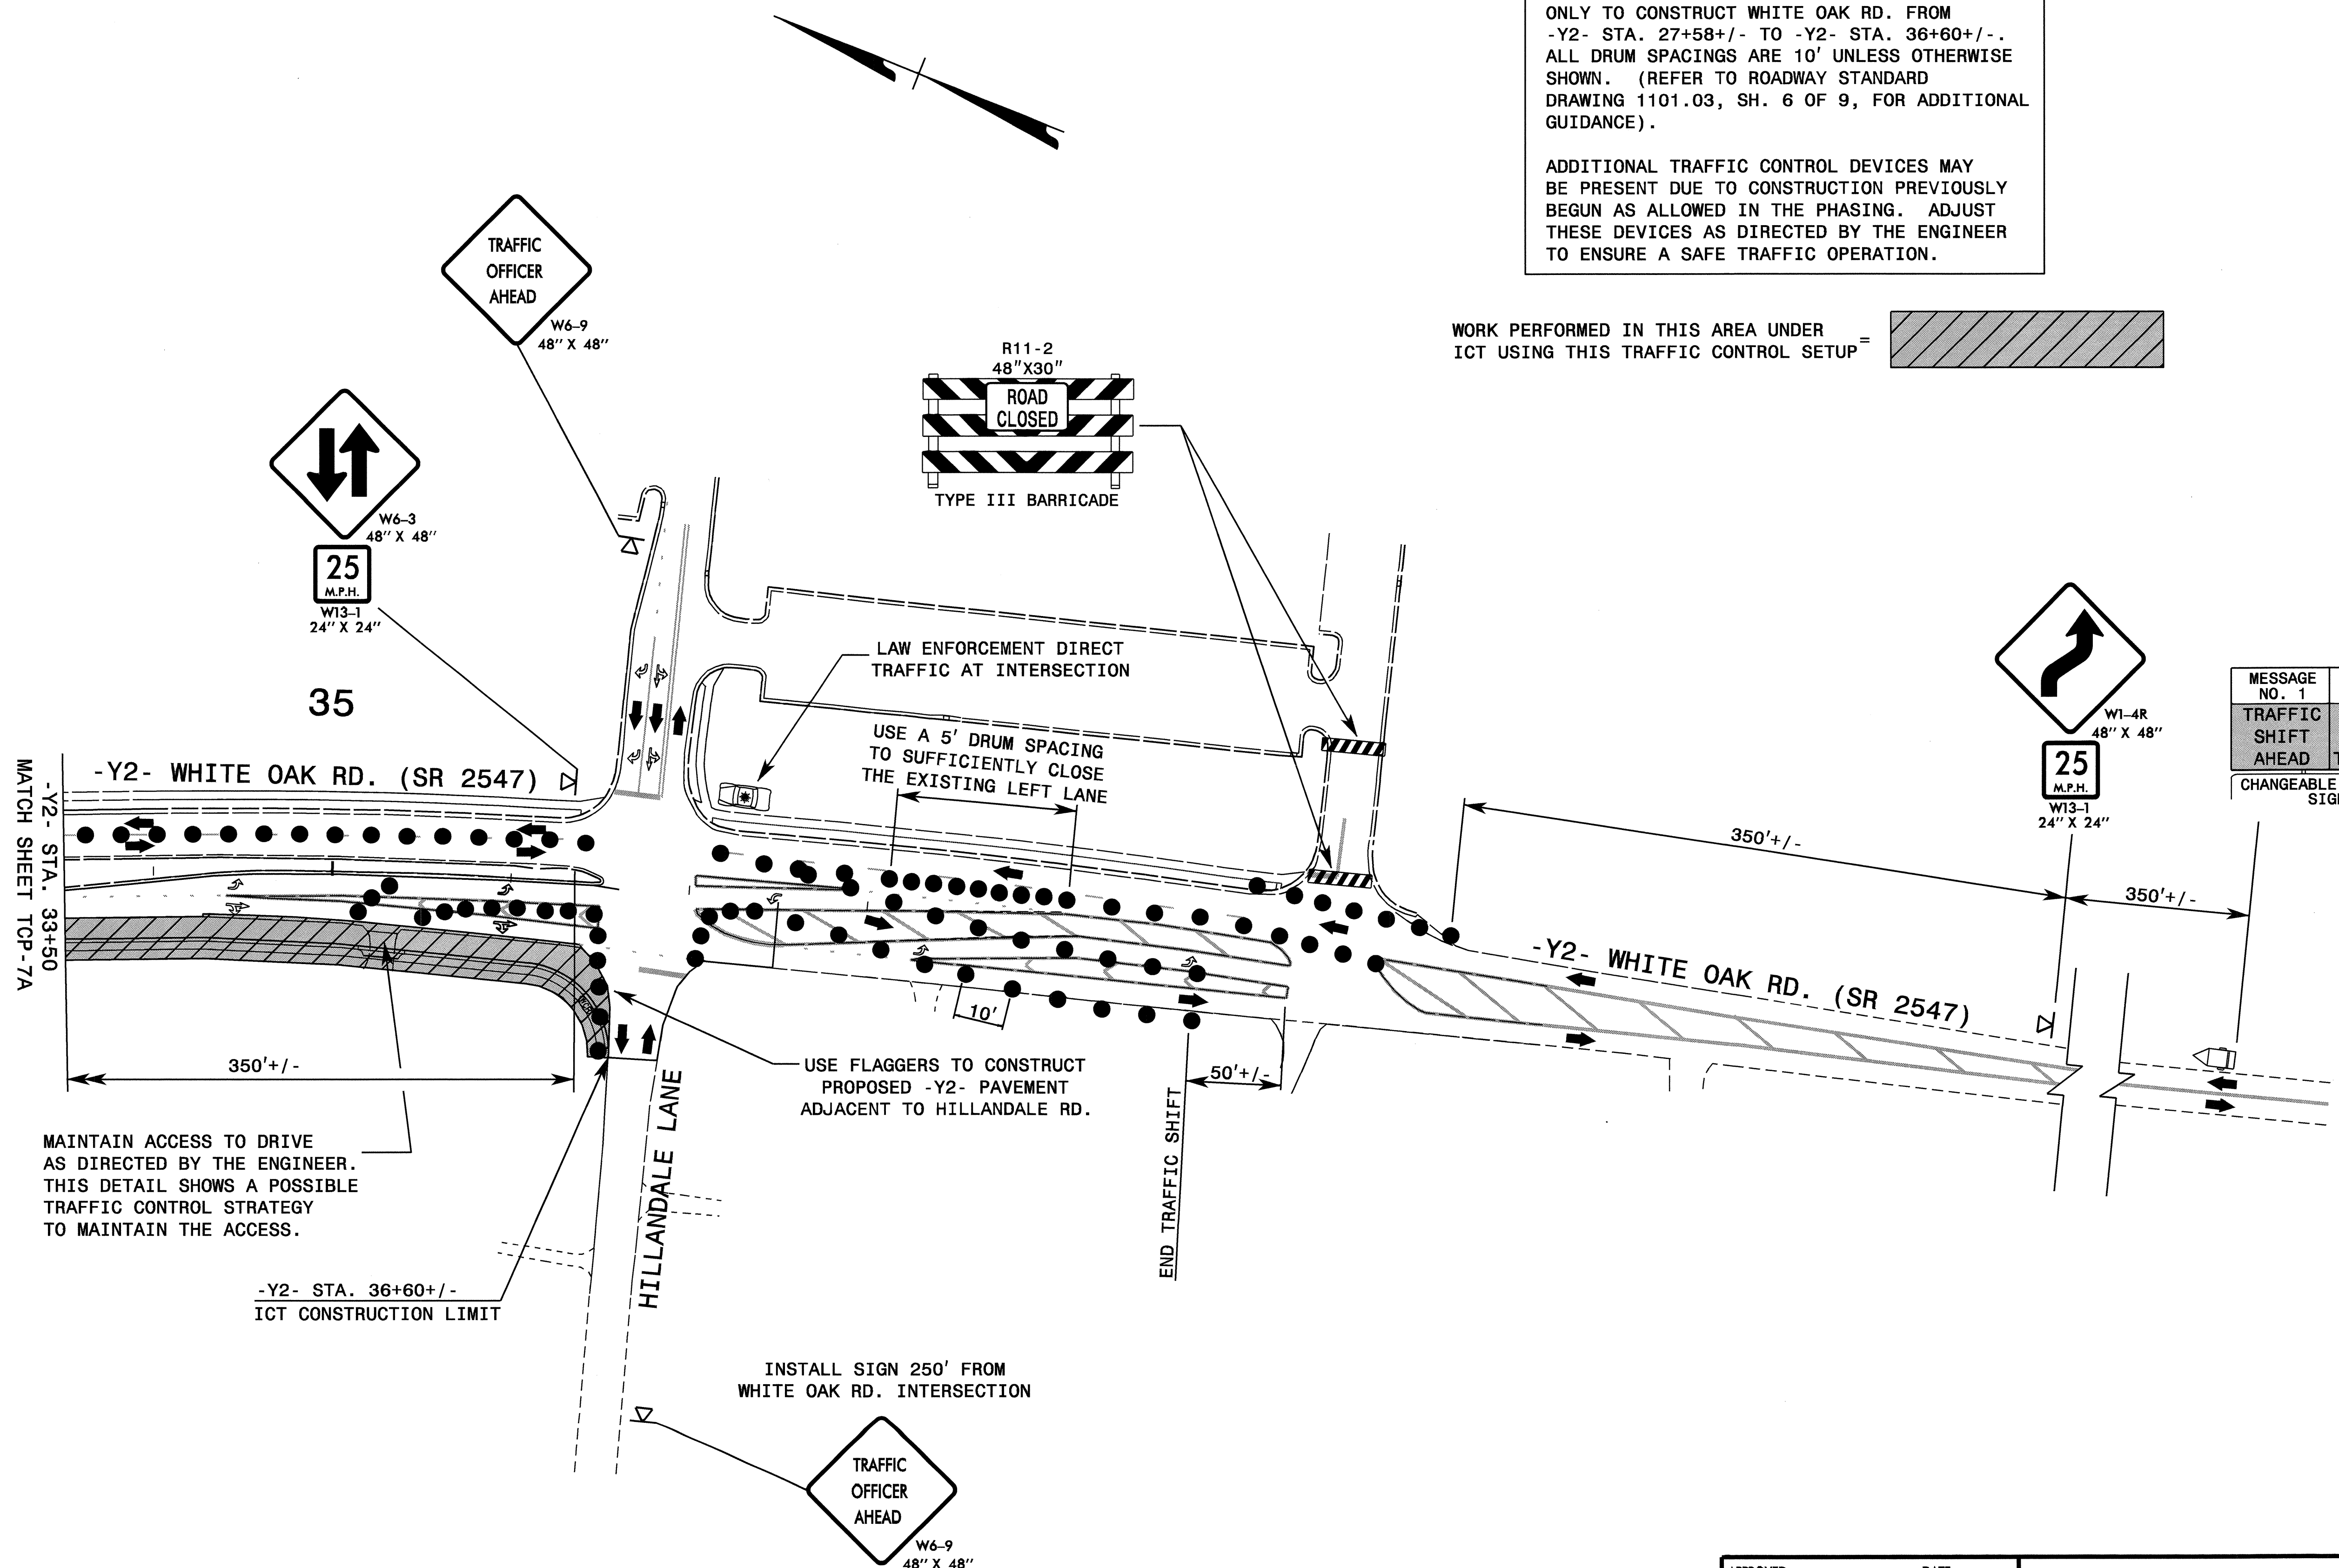 ONLY TO CONSTRUCT WHITE OAK RD. FROM
-Y2- STA. 27+58+/- TO -Y2- STA. 36+60+/-.
ALL DRUM SPACINGS ARE 10' UNLESS OTHERWISE
SHOWN. (REFER TO ROADWAY STANDARD
DRAWING 1101.03, SH. 6 OF 9, FOR ADDITIONAL
GUIDANCE).
ADDITIONAL TRAFFIC CONTROL DEVICES MAY
BE PRESENT DUE TO CONSTRUCTION PREVIOUSLY
BEGUN AS ALLOWED IN THE PHASING. ADJUST
THESE DEVICES AS DIRECTED BY THE ENGINEER
TO ENSURE A SAFE TRAFFIC OPERATION.
WORK PERFORMED IN THIS AREA UNDER
ICT USING THIS TRAFFIC CONTROL SETUP =
TRAFFIC
OFFICER
AHEAD
W6-9
48" X 48"
R11-2
48"X30"
ROAD
CLOSED
TYPE III BARRICADE
W6-3
48" X 48"
25
M.P.H.
W13-1
24" X 24"
LAW ENFORCEMENT DIRECT
TRAFFIC AT INTERSECTION
USE A 5' DRUM SPACING
TO SUFFICIENTLY CLOSE
THE EXISTING LEFT LANE
W1-4R
48" X 48"
25
M.P.H.
W13-1
24" X 24"
MESSAGE
NO. 1
TRAFFIC
SHIFT
AHEAD
CHANGEABLE
35
-Y2- WHITE OAK RD. (SR 2547)
-Y2- STA. 33+50
MATCH SHEET TCP-7A
350'+/-
350'+/-
-Y2- WHITE OAK RD. (SR 2547)
10'
50'+/-
END TRAFFIC SHIFT
350'+/-
USE FLAGGERS TO CONSTRUCT
PROPOSED -Y2- PAVEMENT
ADJACENT TO HILLANDALE RD.
HILLANDALE LANE
MAINTAIN ACCESS TO DRIVE
AS DIRECTED BY THE ENGINEER.
THIS DETAIL SHOWS A POSSIBLE
TRAFFIC CONTROL STRATEGY
TO MAINTAIN THE ACCESS.
-Y2- STA. 36+60+/-
ICT CONSTRUCTION LIMIT
INSTALL SIGN 250' FROM
WHITE OAK RD. INTERSECTION
TRAFFIC
OFFICER
AHEAD
W6-9
48" X 48"